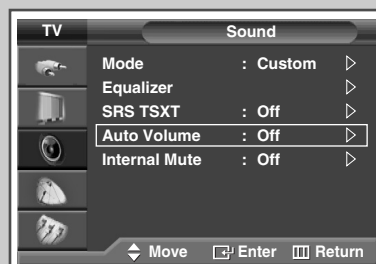 TV Sound
Mode : Custom
Equalizer
SRS TSXT : Off
Auto Volume : Off
Internal Mute : Off
Move Enter Return